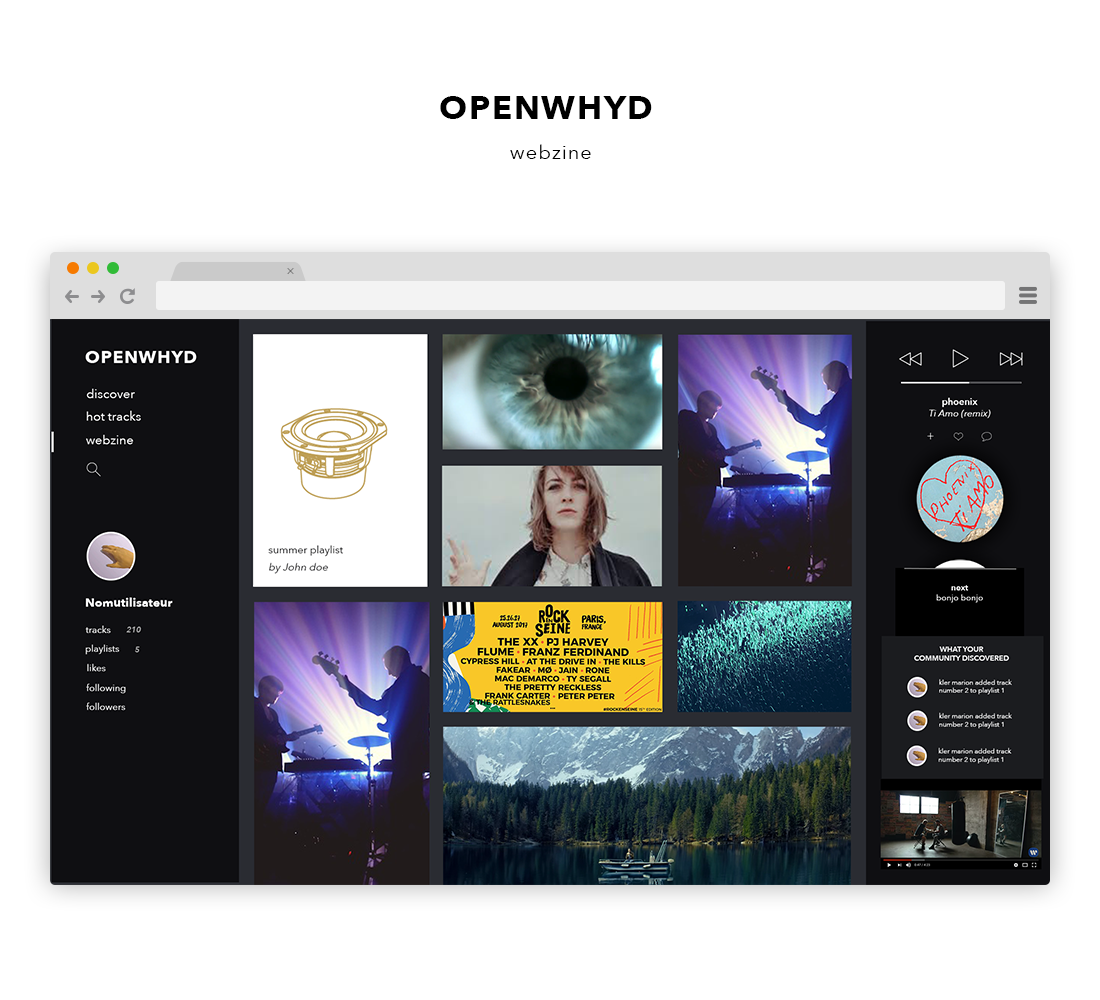 OPENWHYD
webzine
OPENWHYD
discover
hot tracks
webzine
Nomutilisateur
tracks 210
playlists 5
likes
following
followers
summer playlist
by John doe
25.26.27
AUGUST 2017
ROCK
EN
SEINE
PARIS,
FRANCE
THE XX • PJ HARVEY
FLUME • FRANZ FERDINAND
CYPRESS HILL • AT THE DRIVE IN • THE KILLS
FAKEAR • MØ • JAIN • RONE
MAC DEMARCO • TY SEGALL
THE PRETTY RECKLESS
FRANK CARTER • PETER PETER
& THE RATTLESNAKES
#ROCKENSEINE 15TH EDITION
phoenix
Ti Amo (remix)
PHOENIX
Ti AMO
next
bonjo bonjo
WHAT YOUR
COMMUNITY DISCOVERED
kler marion added track
number 2 to playlist 1
kler marion added track
number 2 to playlist 1
kler marion added track
number 2 to playlist 1